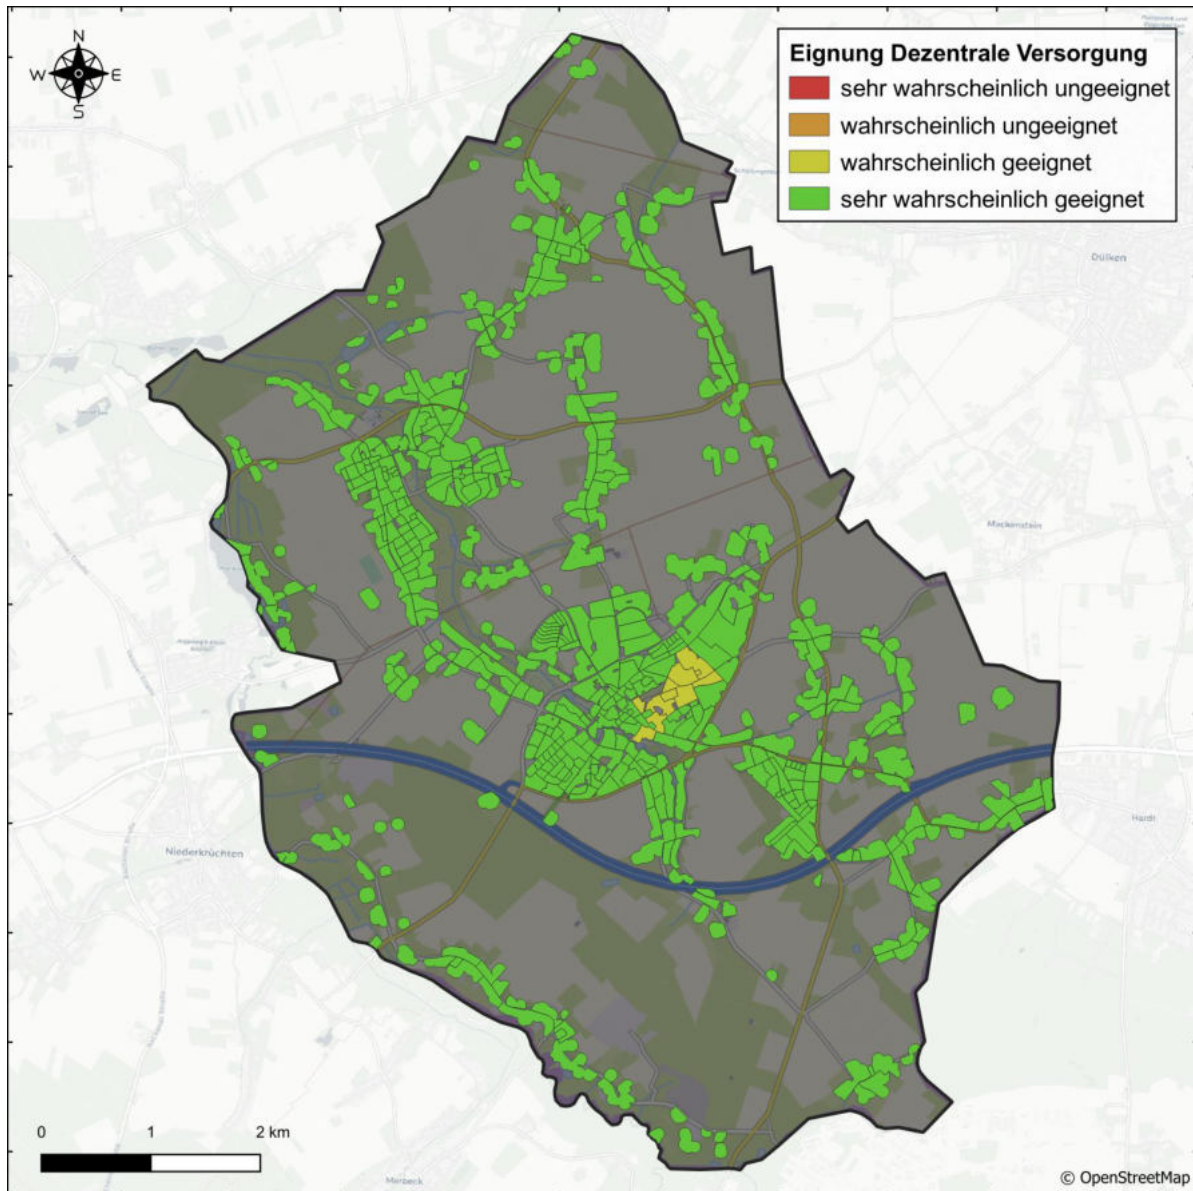 N
W E
S
Eignung Dezentrale Versorgung
sehr wahrscheinlich ungeeignet
wahrscheinlich ungeeignet
wahrscheinlich geeignet
sehr wahrscheinlich geeignet
Dülken
Mackenstein
Hardt
Niederkrüchten
Merbeck
0 1 2 km
© OpenStreetMap